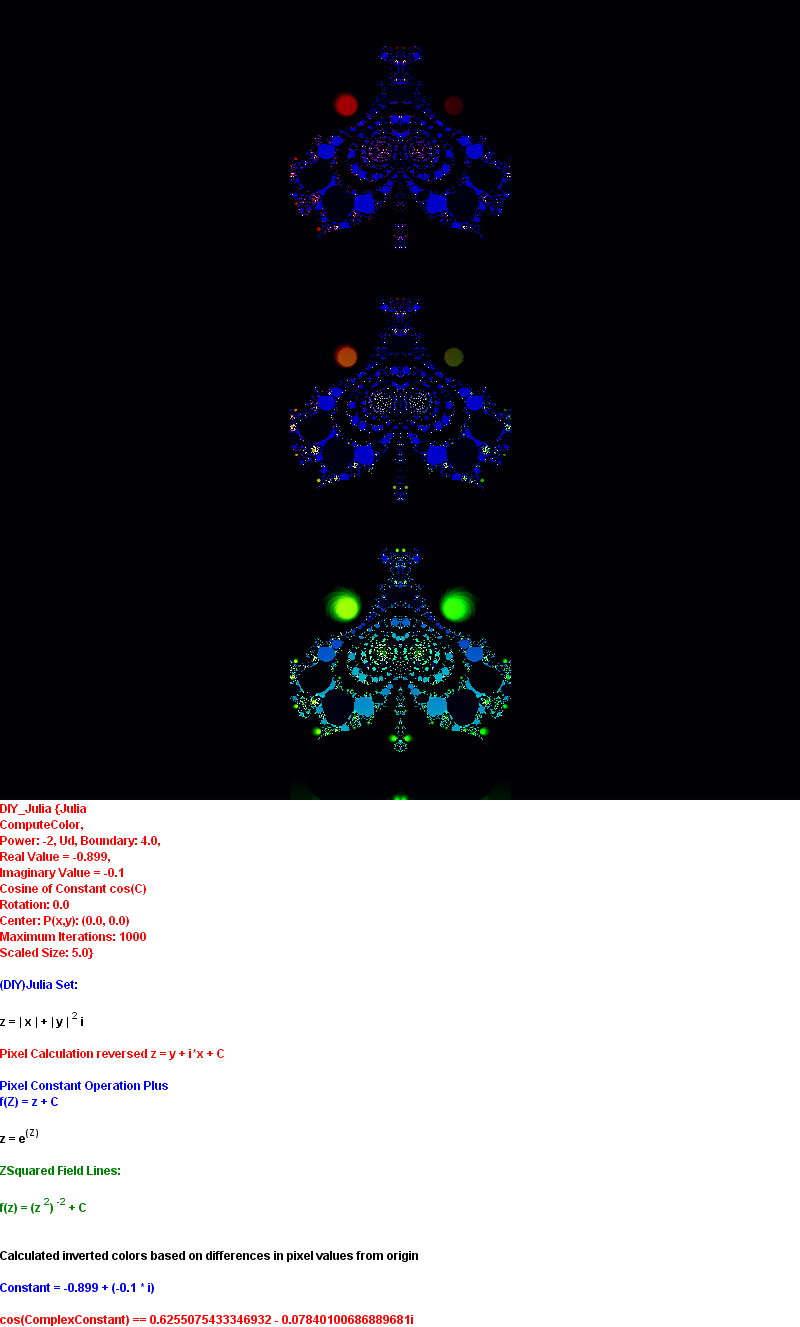 DIY_Julia {Julia
ComputeColor,
Power: -2, Ud, Boundary: 4.0,
Real Value = -0.899,
Imaginary Value = -0.1
Cosine of Constant cos(C)
Rotation: 0.0
Center: P(x,y): (0.0, 0.0)
Maximum Iterations: 1000
Scaled Size: 5.0}
(DIY)Julia Set:
z = | x | + | y | 2 i
Pixel Calculation reversed z = y + i*x + C
Pixel Constant Operation Plus
f(Z) = z + C
z = e(Z)
ZSquared Field Lines:
f(z) = (z 2) -2 + C
Calculated inverted colors based on differences in pixel values from origin
Constant = -0.899 + (-0.1 * i)
cos(ComplexConstant) == 0.6255075433346932 - 0.07840100686889681i